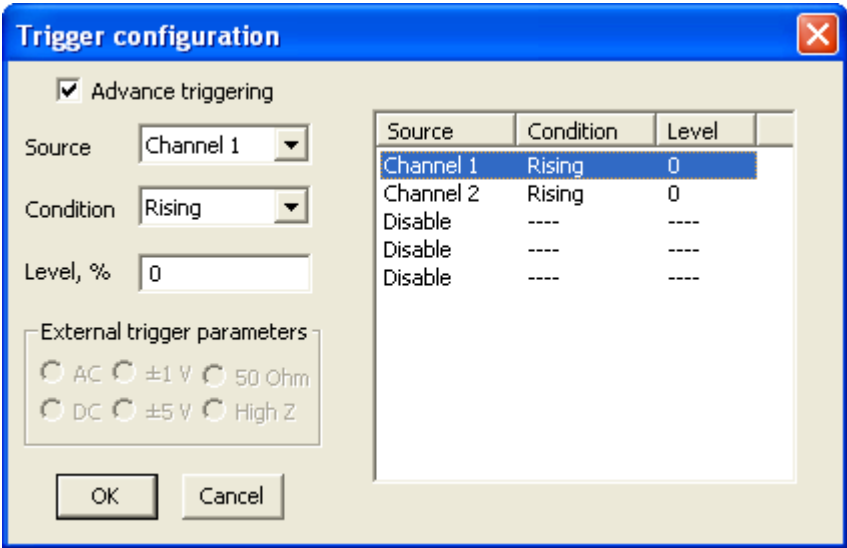 Trigger configuration
Advance triggering
Source Channel 1
Condition Rising
Level, % 0
External trigger parameters
AC ±1 V 50 Ohm
DC ±5 V High Z
OK Cancel
Source Condition Level
Channel 1 Rising 0
Channel 2 Rising 0
Disable ---- ----
Disable ---- ----
Disable ---- ----